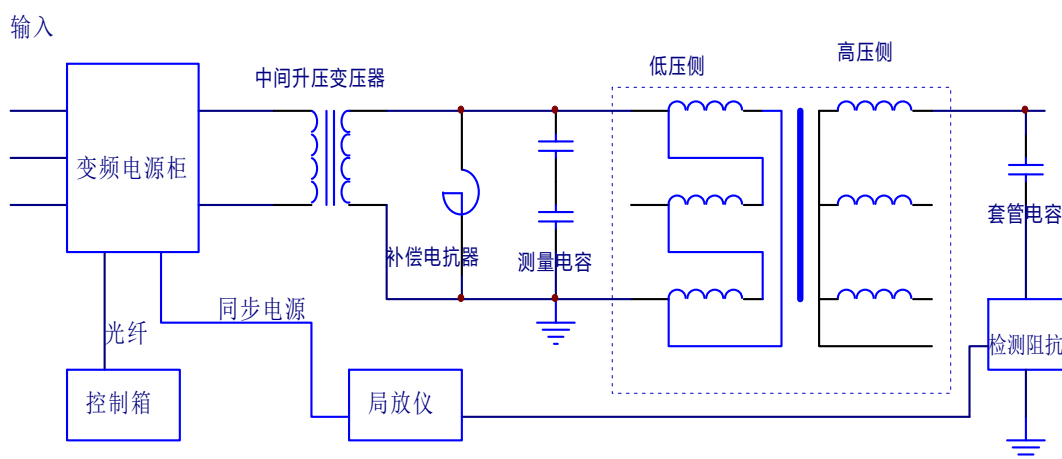 输入
中间升压变压器
低压侧
高压侧
变频电源柜
补偿电抗器
测量电容
套管电容
同步电源
光纤
检测阻抗
控制箱
局放仪